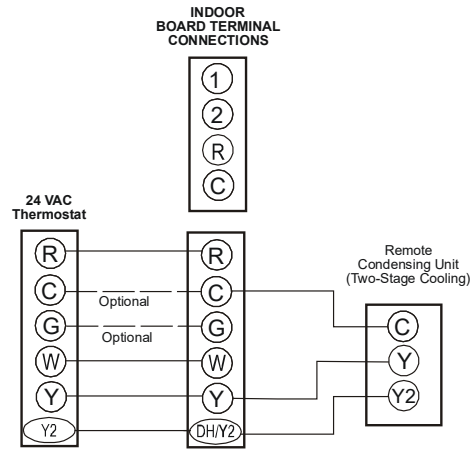 INDOOR
BOARD TERMINAL
CONNECTIONS
1
2
R
C
24 VAC
Thermostat
R
C
G
W
Y
Y2
Optional
Optional
R
C
G
W
Y
DH/Y2
Remote
Condensing Unit
(Two-Stage Cooling)
C
Y
Y2